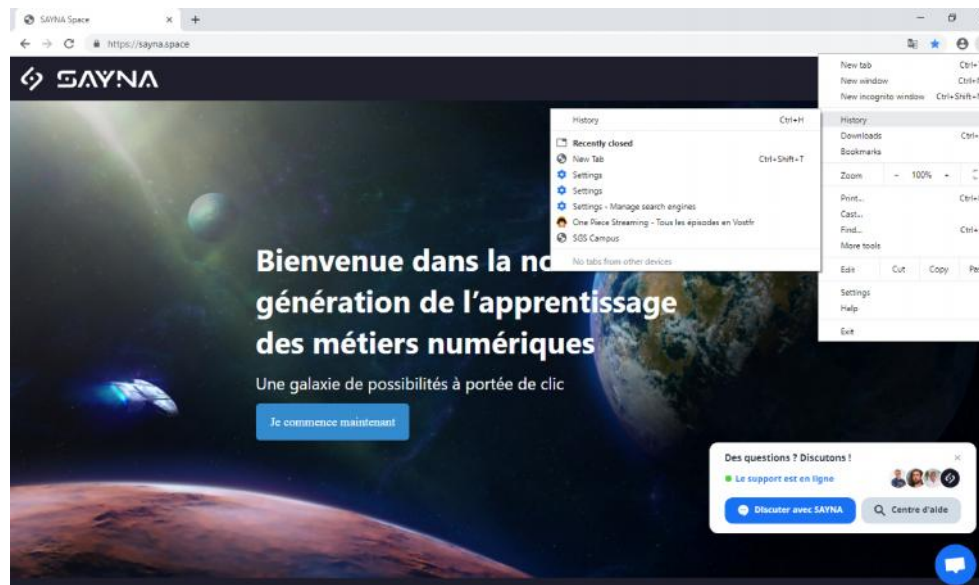 SAYNA Space
https://sayna.space
SAYNA
New tab
New window
New incognito window Ctrl+Shift+N
History
Downloads
Bookmarks
Zoom - 100% +
Print...
Cast...
Find...
More tools
Edit Cut Copy
Settings
Help
Exit
History Ctrl+H
Recently closed
New Tab Ctrl+Shift+T
Settings
Settings
Settings - Manage search engines
One Piece Streaming - Tous les épisodes en Vostfr
SGS Campus
No tabs from other devices
Bienvenue dans la no
génération de l'apprentissage
des métiers numériques
Une galaxie de possibilités à portée de clic
Je commence maintenant
Des questions ? Discutons !
Le support est en ligne
Discuter avec SAYNA Centre d'aide